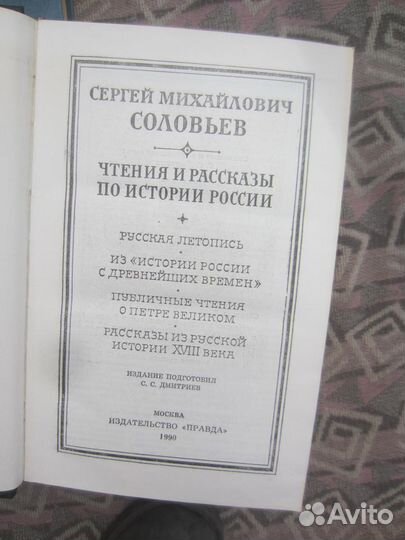 СЕРГЕЙ МИХАЙЛОВИЧ
СОЛОВЬЕВ
ЧТЕНИЯ И РАССКАЗЫ
ПО ИСТОРИИ РОССИИ
РУССКАЯ ЛЕТОПИСЬ
ИЗ «ИСТОРИИ РОССИИ
С ДРЕВНЕЙШИХ ВРЕМЕН»
ПУБЛИЧНЫЕ ЧТЕНИЯ
О ПЕТРЕ ВЕЛИКОМ
РАССКАЗЫ ИЗ РУССКОЙ
ИСТОРИИ XVIII ВЕКА
ИЗДАНИЕ ПОДГОТОВИЛ
С. С. ДМИТРИЕВ
МОСКВА
ИЗДАТЕЛЬСТВО «ПРАВДА»
1990
Avito